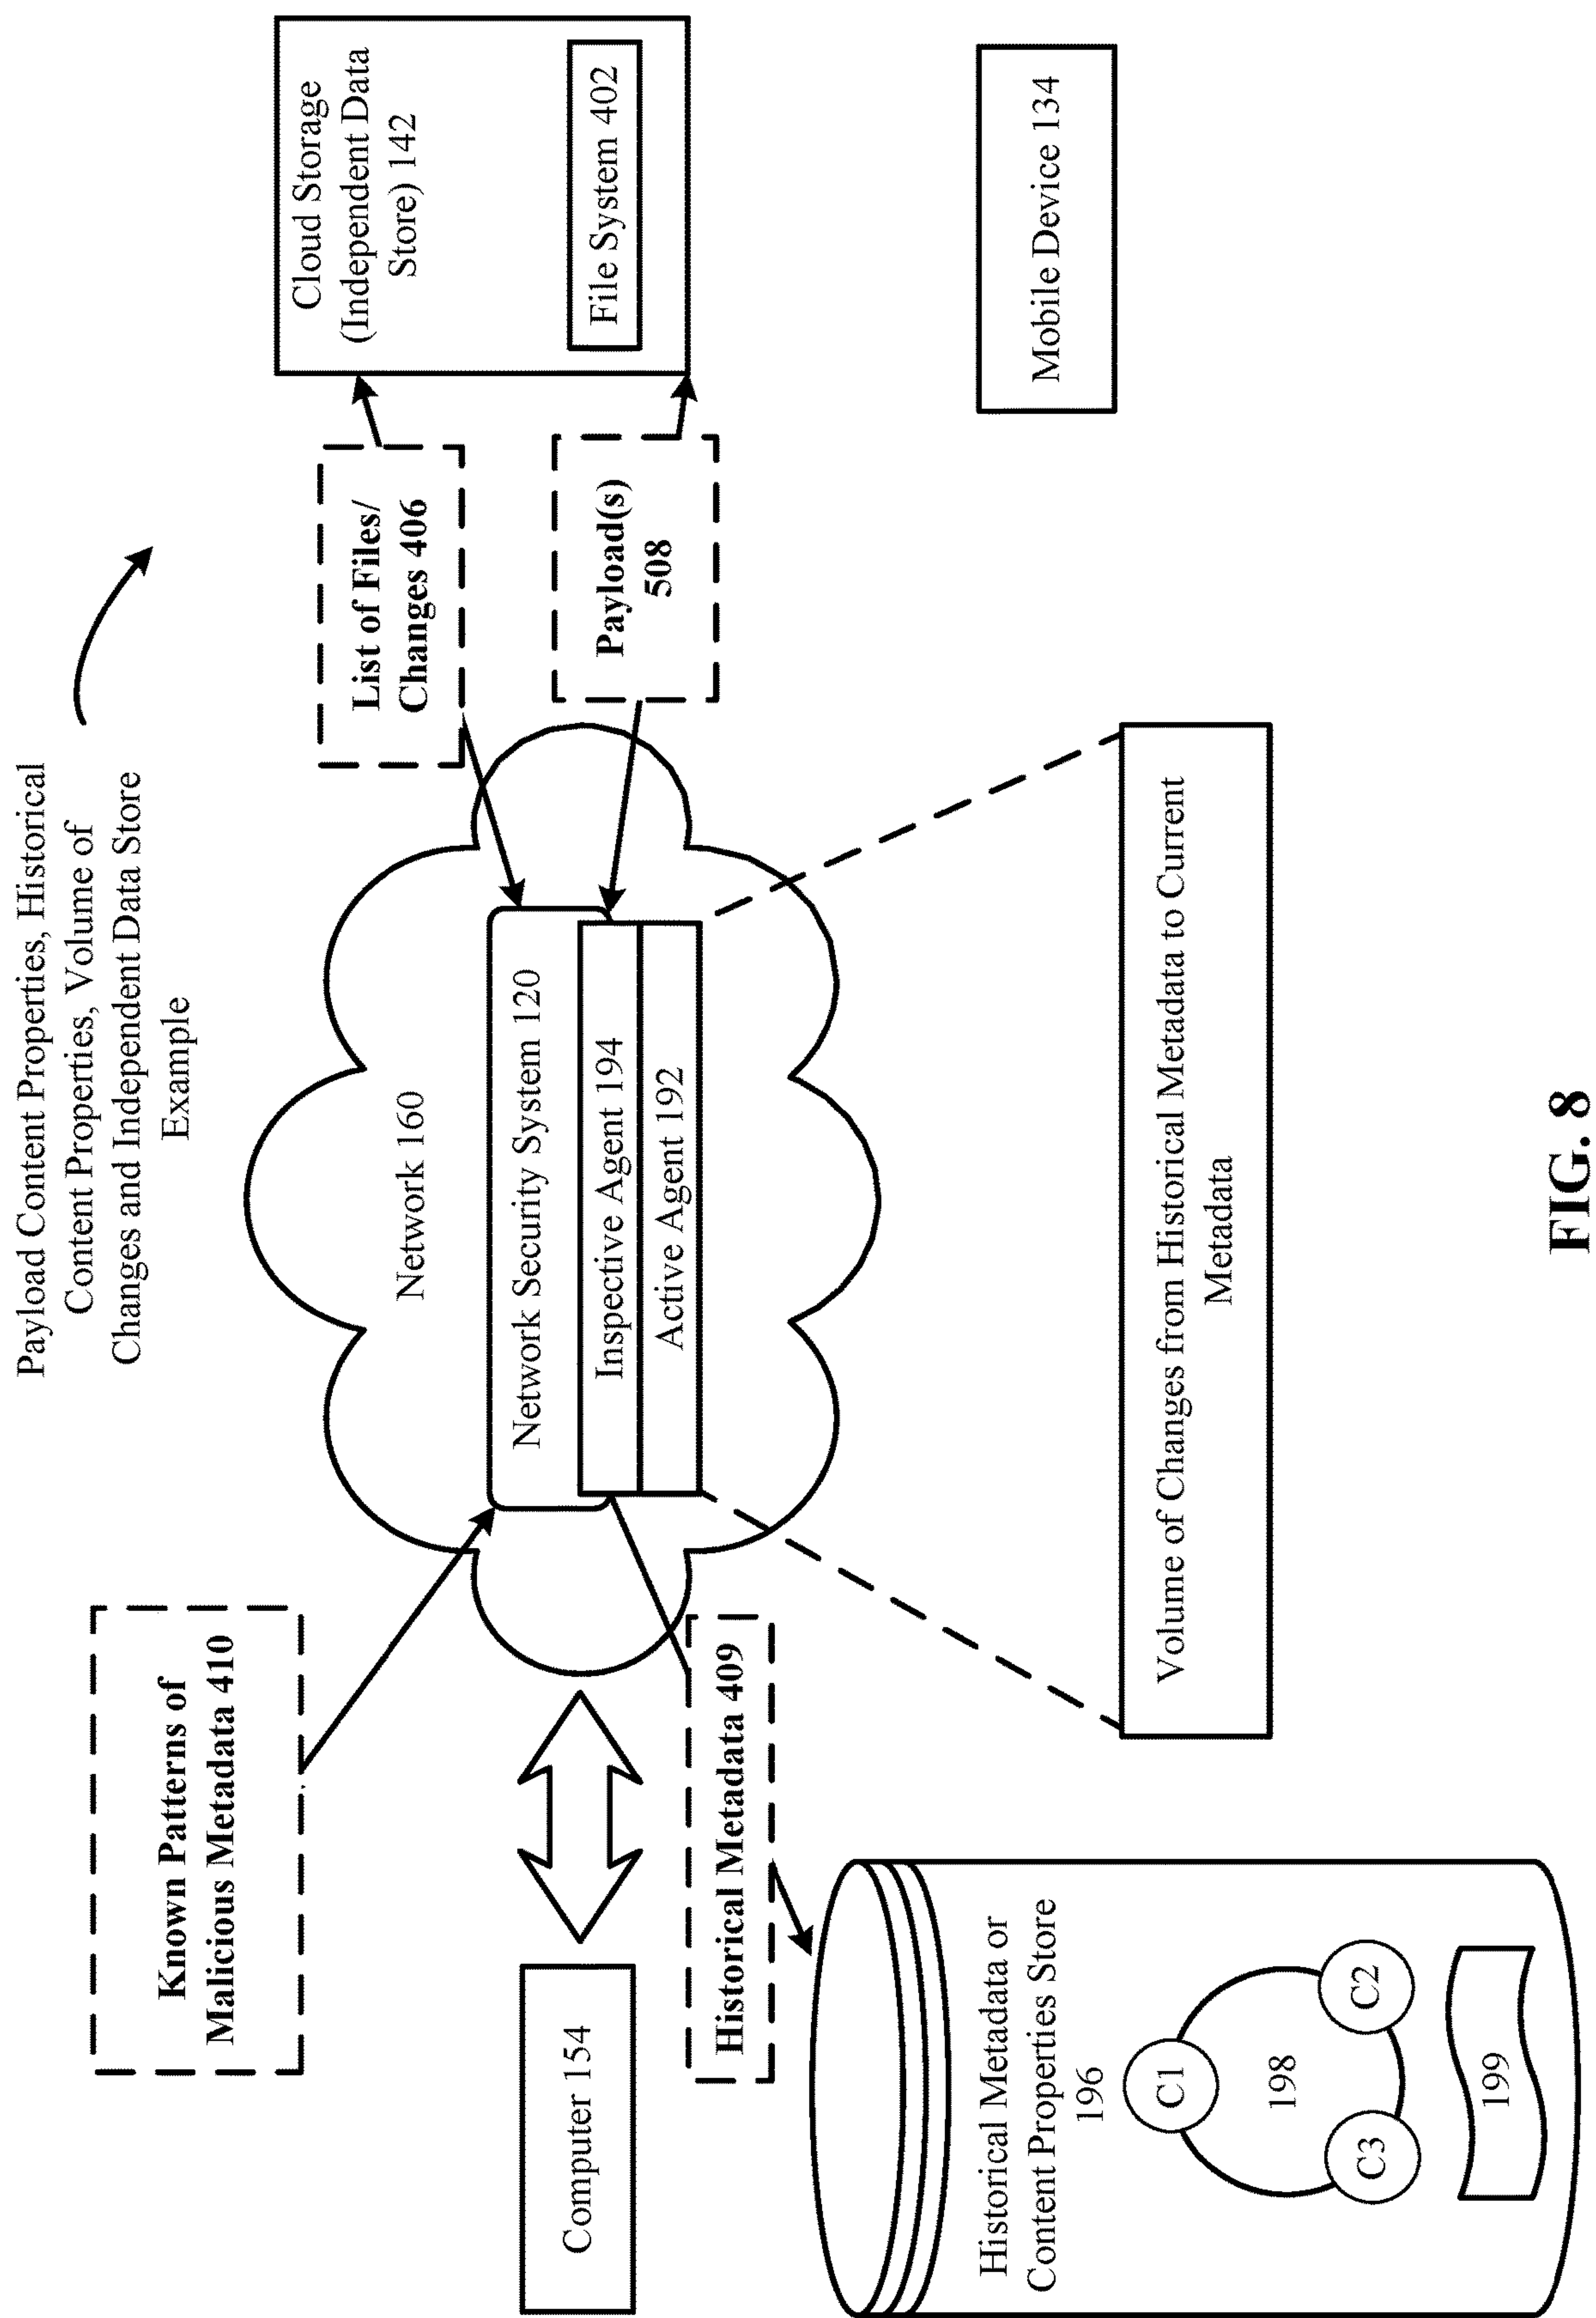 Payload Content Properties, Historical
Content Properties, Volume of
Changes and Independent Data Store
Example
Known Patterns of
Malicious Metadata 410
List of Files/
Changes 406
Cloud Storage
(Independent Data
Store) 142
File System 402
Payload(s)
508
Network 160
Network Security System 120
Inspective Agent 194
Active Agent 192
Computer 154
Historical Metadata 409
Mobile Device 134
Historical Metadata or
Content Properties Store
196
C1
198
C3
C2
199
Volume of Changes from Historical Metadata to Current
Metadata
FIG. 8